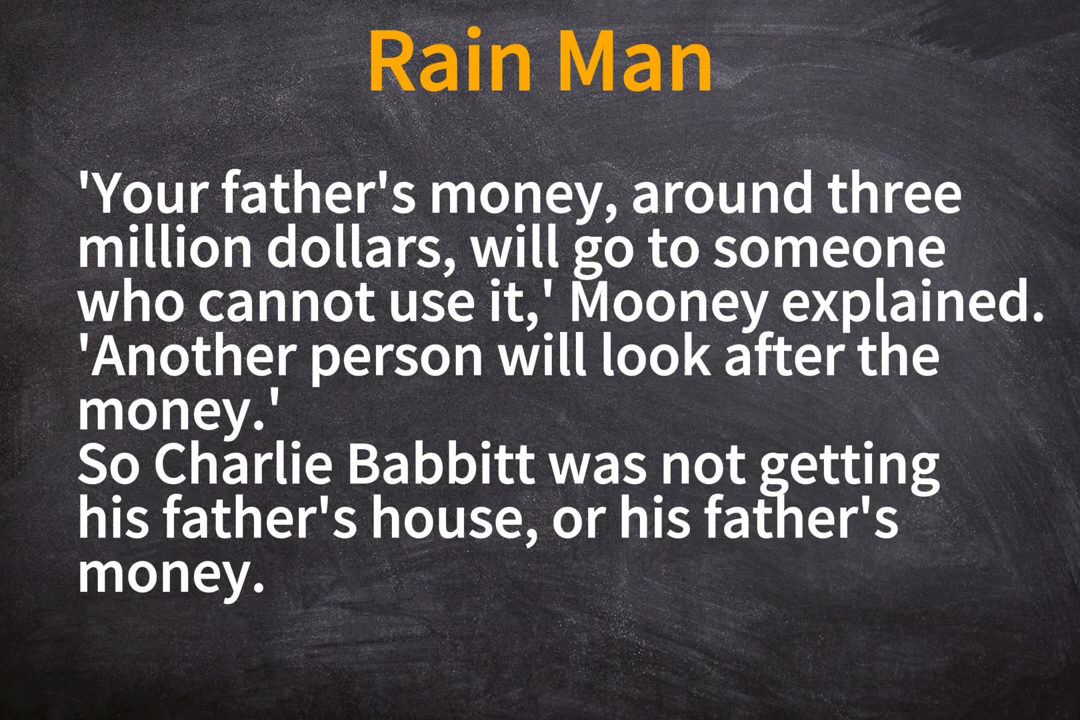 Rain Man
'Your father's money, around three
million dollars, will go to someone
who cannot use it,' Mooney explained.
'Another person will look after the
money.'
So Charlie Babbitt was not getting
his father's house, or his father's
money.